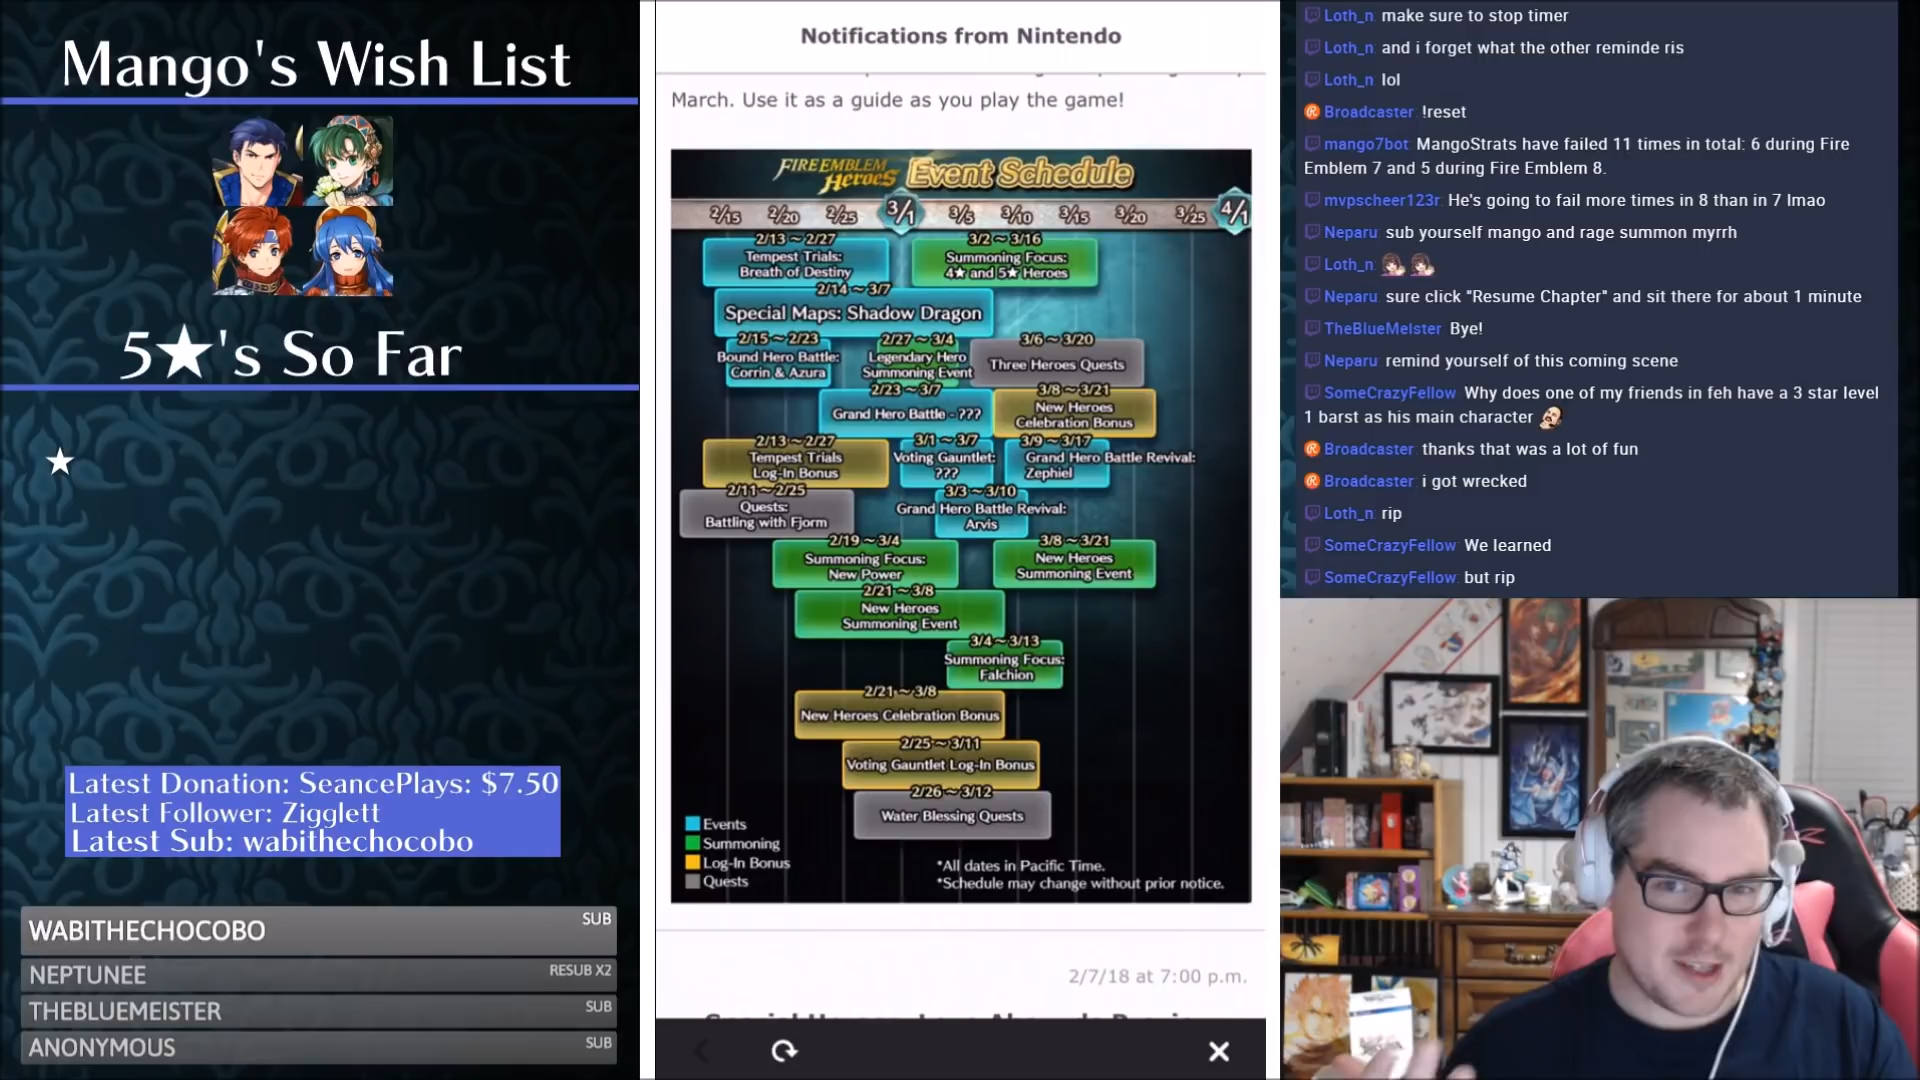 Mango's Wish List
5★'s So Far
★
Latest Donation: SeancePlays: $7.50
Latest Follower: Zigglett
Latest Sub: wabithechocobo
WABITHECHOCOBO SUB
NEPTUNEE RESUB X2
THEBLUEMEISTER SUB
ANONYMOUS SUB
Notifications from Nintendo
March. Use it as a guide as you play the game!
FIRE EMBLEM
HEROES
Event Schedule
2/15 2/20 2/25 3/1 3/5 3/10 3/15 3/20 3/25 4/1
2/13 ~ 2/27
Tempest Trials:
Breath of Destiny
3/2 ~ 3/16
Summoning Focus:
4★ and 5★ Heroes
2/14 ~ 3/7
Special Maps: Shadow Dragon
2/15 ~ 2/23
Bound Hero Battle:
Corrin & Azura
2/27 ~ 3/4
Legendary Hero
Summoning Event
3/6 ~ 3/20
Three Heroes Quests
2/23 ~ 3/7
Grand Hero Battle - ???
3/8 ~ 3/21
New Heroes
Celebration Bonus
2/13 ~ 2/27
Tempest Trials
Log-In Bonus
3/1 ~ 3/7
Voting Gauntlet:
???
3/9 ~ 3/17
Grand Hero Battle Revival:
Zephiel
2/11 ~ 2/25
Quests:
Battling with Fjorm
3/3 ~ 3/10
Grand Hero Battle Revival:
Arvis
2/19 ~ 3/4
Summoning Focus:
New Power
3/8 ~ 3/21
New Heroes
Summoning Event
2/21 ~ 3/8
New Heroes
Summoning Event
3/4 ~ 3/13
Summoning Focus:
Falchion
2/21 ~ 3/8
New Heroes Celebration Bonus
2/25 ~ 3/11
Voting Gauntlet Log-In Bonus
2/26 ~ 3/12
Water Blessing Quests
Events
Summoning
Log-In Bonus
Quests
*All dates in Pacific Time.
*Schedule may change without prior notice.
2/7/18 at 7:00 p.m.
Loth_n make sure to stop timer
Loth_n and i forget what the other reminde ris
Loth_n lol
Broadcaster !reset
mango7bot MangoStrats have failed 11 times in total: 6 during Fire
Emblem 7 and 5 during Fire Emblem 8.
mvpscheer123r He's going to fail more times in 8 than in 7 lmao
Neparu sub yourself mango and rage summon myrrh
Loth_n
Neparu sure click "Resume Chapter" and sit there for about 1 minute
TheBlueMeister Bye!
Neparu remind yourself of this coming scene
SomeCrazyFellow Why does one of my friends in feh have a 3 star level
1 barst as his main character
Broadcaster thanks that was a lot of fun
Broadcaster i got wrecked
Loth_n rip
SomeCrazyFellow We learned
SomeCrazyFellow but rip